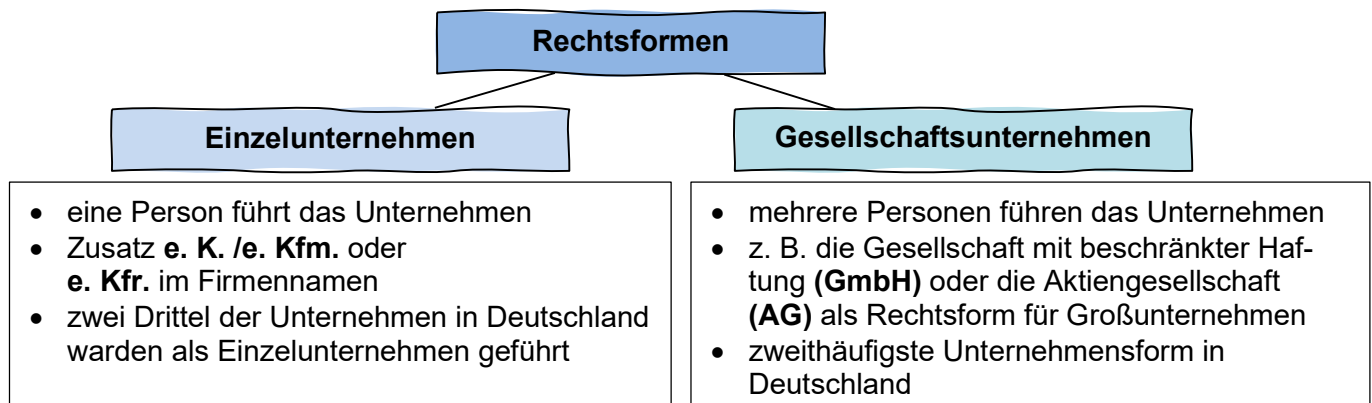 Rechtsformen
Einzelunternehmen
• eine Person führt das Unternehmen
• Zusatz e. K. /e. Kfm. oder
e. Kfr. im Firmennamen
• zwei Drittel der Unternehmen in Deutschland
warden als Einzelunternehmen geführt
Gesellschaftsunternehmen
• mehrere Personen führen das Unternehmen
• z. B. die Gesellschaft mit beschränkter Haf-
tung (GmbH) oder die Aktiengesellschaft
(AG) als Rechtsform für Großunternehmen
• zweithäufigste Unternehmensform in
Deutschland